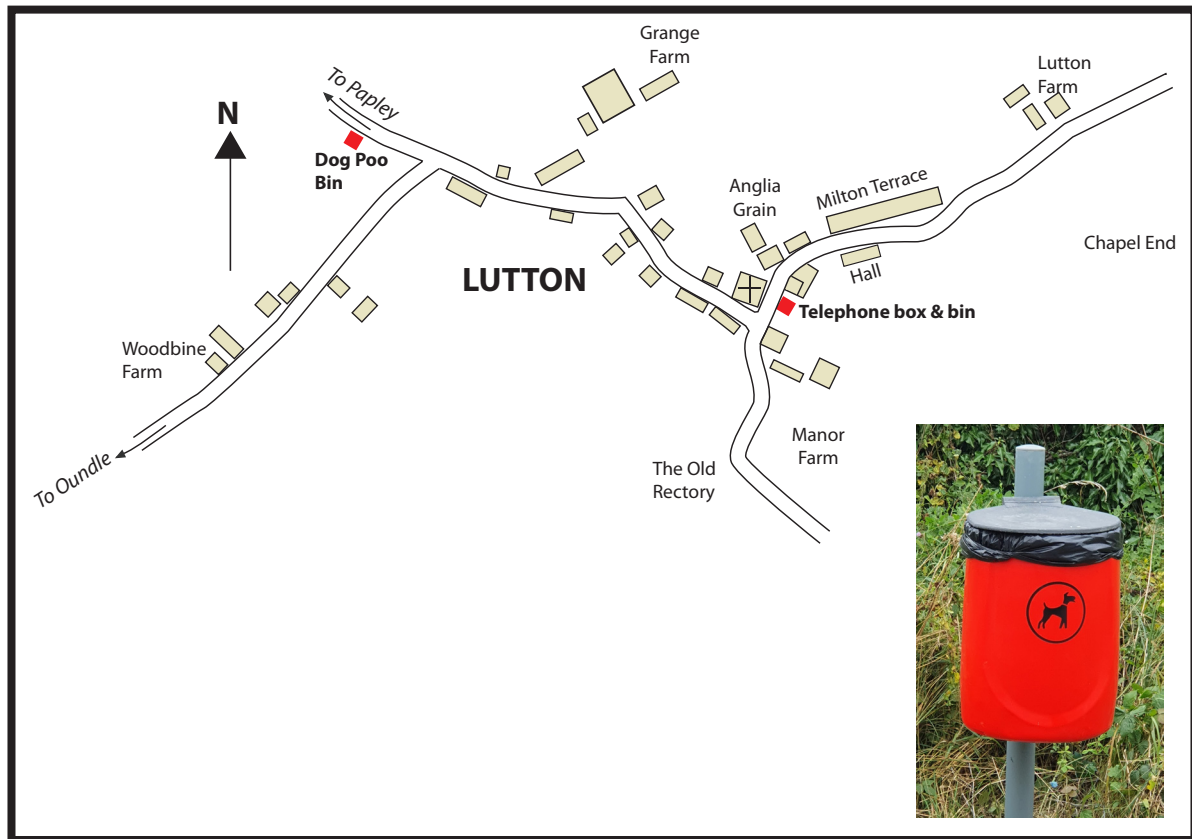 Grange
Farm
To Papley
Lutton
Farm
N
Dog Poo
Bin
Anglia
Grain
Milton Terrace
Chapel End
Hall
LUTTON
Telephone box & bin
Woodbine
Farm
Manor
Farm
The Old
Rectory
To Oundle